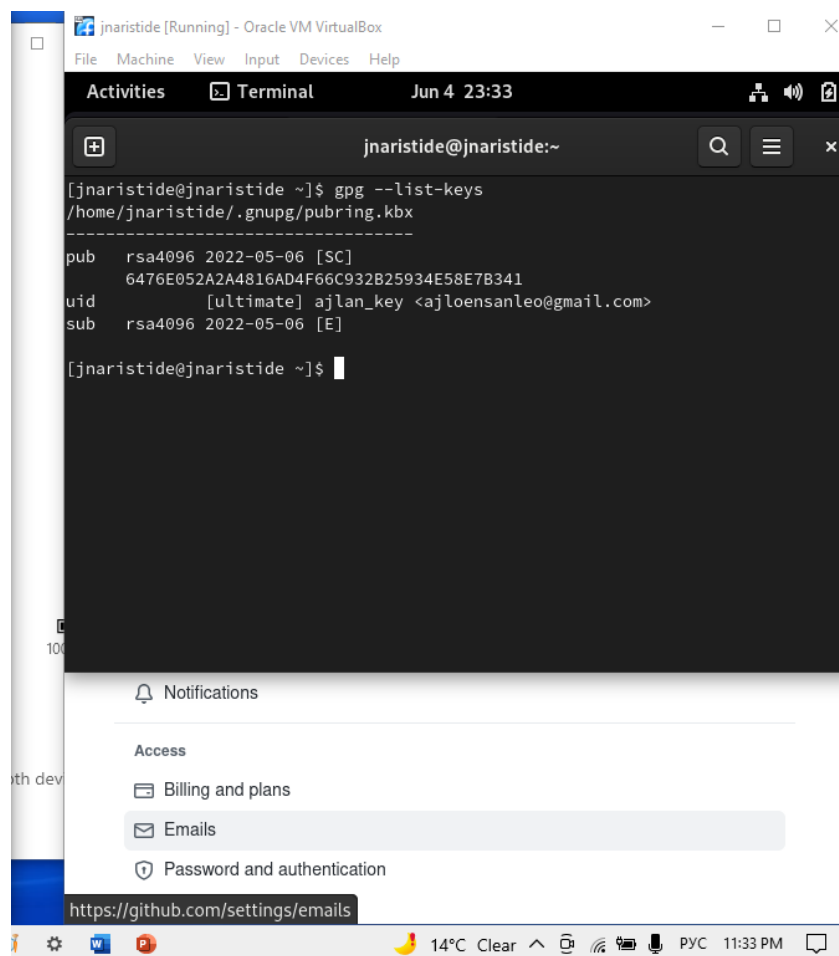 jnaristide [Running] - Oracle VM VirtualBox
File Machine View Input Devices Help
Activities Terminal Jun 4 23:33
jnaristide@jnaristide:~
[jnaristide@jnaristide ~]$ gpg --list-keys
/home/jnaristide/.gnupg/pubring.kbx
-----------------------------------
pub   rsa4096 2022-05-06 [SC]
      6476E052A2A4816AD4F66C932B25934E58E7B341
uid           [ultimate] ajlan_key <ajloensanleo@gmail.com>
sub   rsa4096 2022-05-06 [E]
[jnaristide@jnaristide ~]$
100
Notifications
Access
Billing and plans
oth dev
Emails
Password and authentication
https://github.com/settings/emails
14°C Clear РУС 11:33 PM